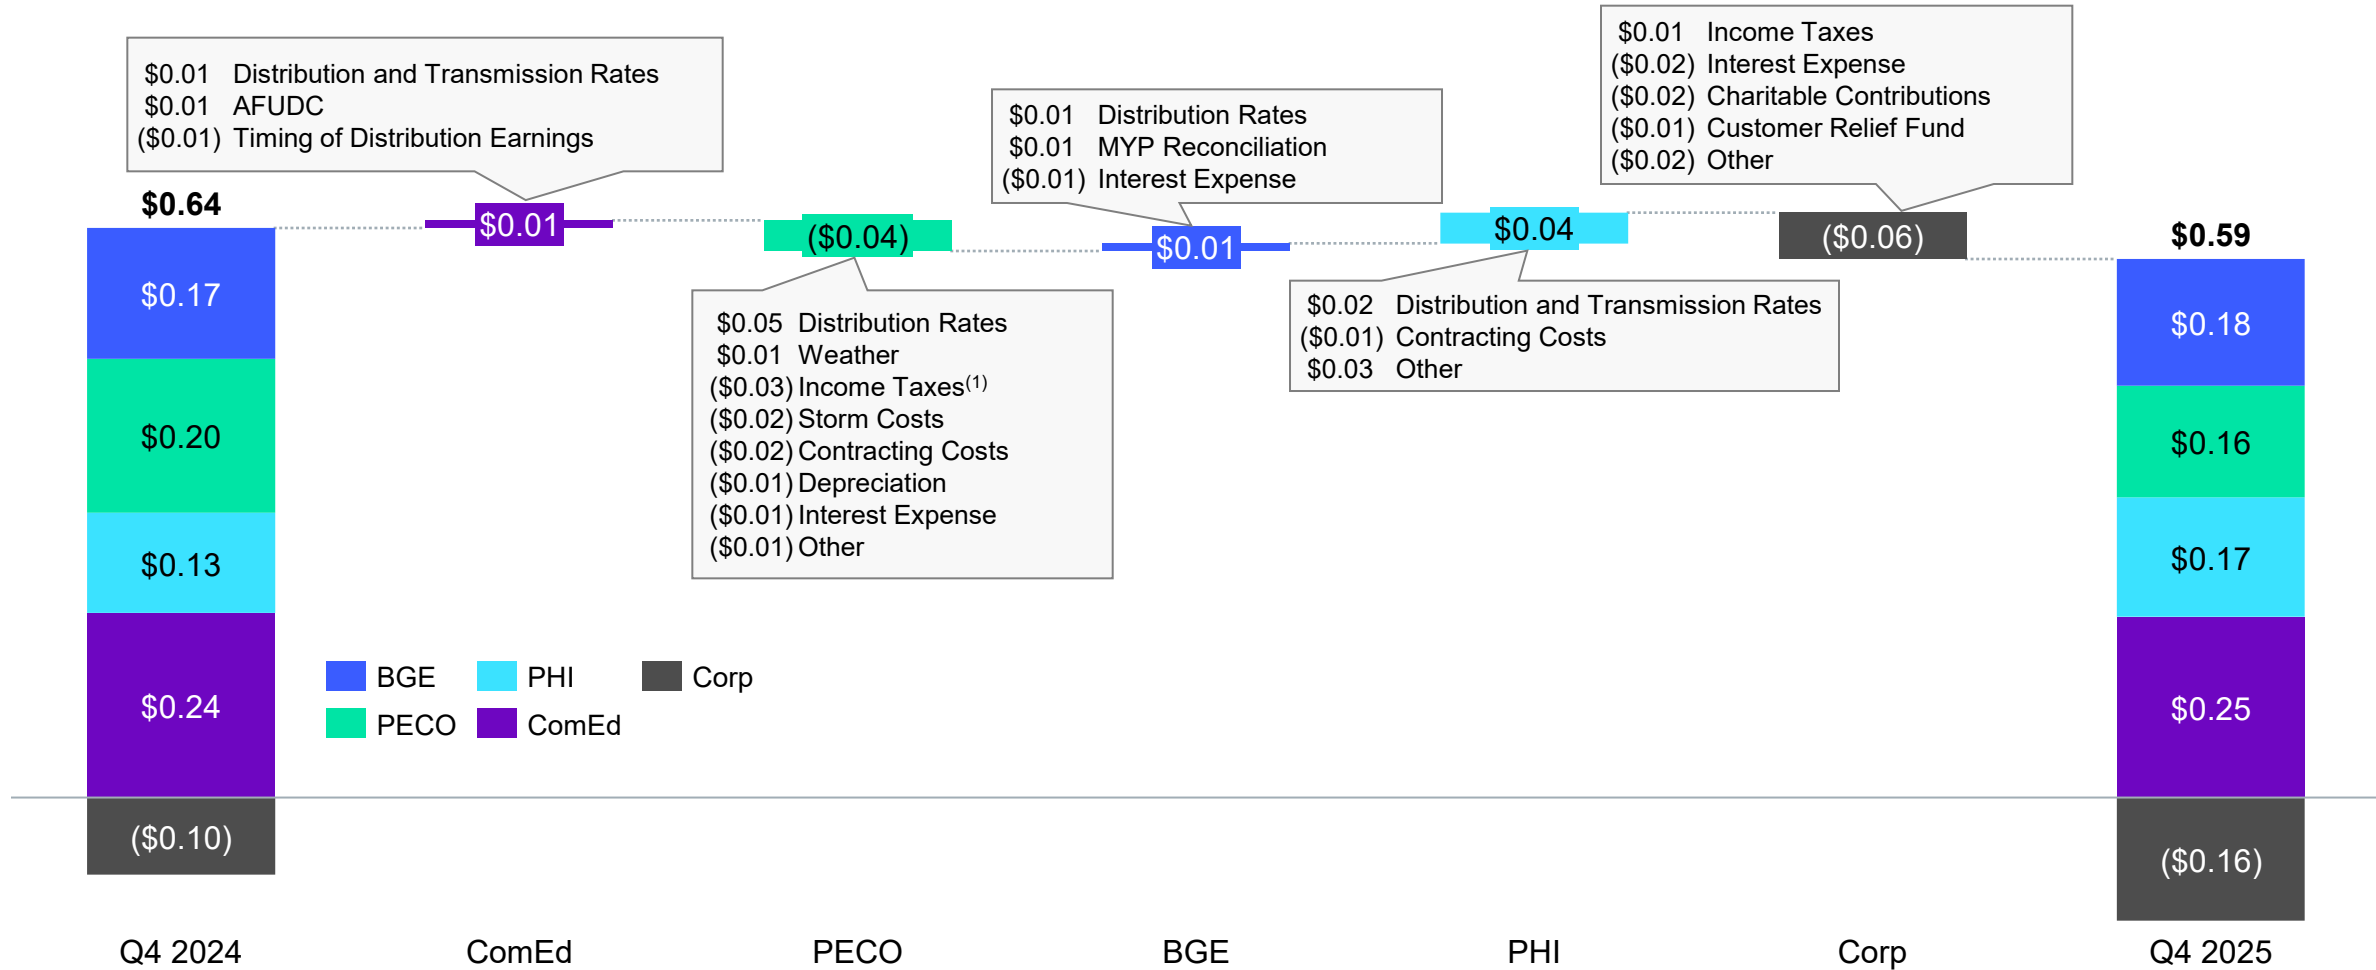 $0.01 Distribution and Transmission Rates
$0.01 AFUDC
($0.01) Timing of Distribution Earnings
$0.01 Distribution Rates
$0.01 MYP Reconciliation
($0.01) Interest Expense
$0.01 Income Taxes
($0.02) Interest Expense
($0.02) Charitable Contributions
($0.01) Customer Relief Fund
($0.02) Other
$0.64
$0.17
$0.20
$0.13
$0.24
($0.10)
$0.01
($0.04)
$0.05 Distribution Rates
$0.01 Weather
($0.03) Income Taxes(1)
($0.02) Storm Costs
($0.02) Contracting Costs
($0.01) Depreciation
($0.01) Interest Expense
($0.01) Other
$0.01
$0.04
$0.02 Distribution and Transmission Rates
($0.01) Contracting Costs
$0.03 Other
($0.06)
$0.59
$0.18
$0.16
$0.17
$0.25
($0.16)
BGE PHI Corp
PECO ComEd
Q4 2024 ComEd PECO BGE PHI Corp Q4 2025